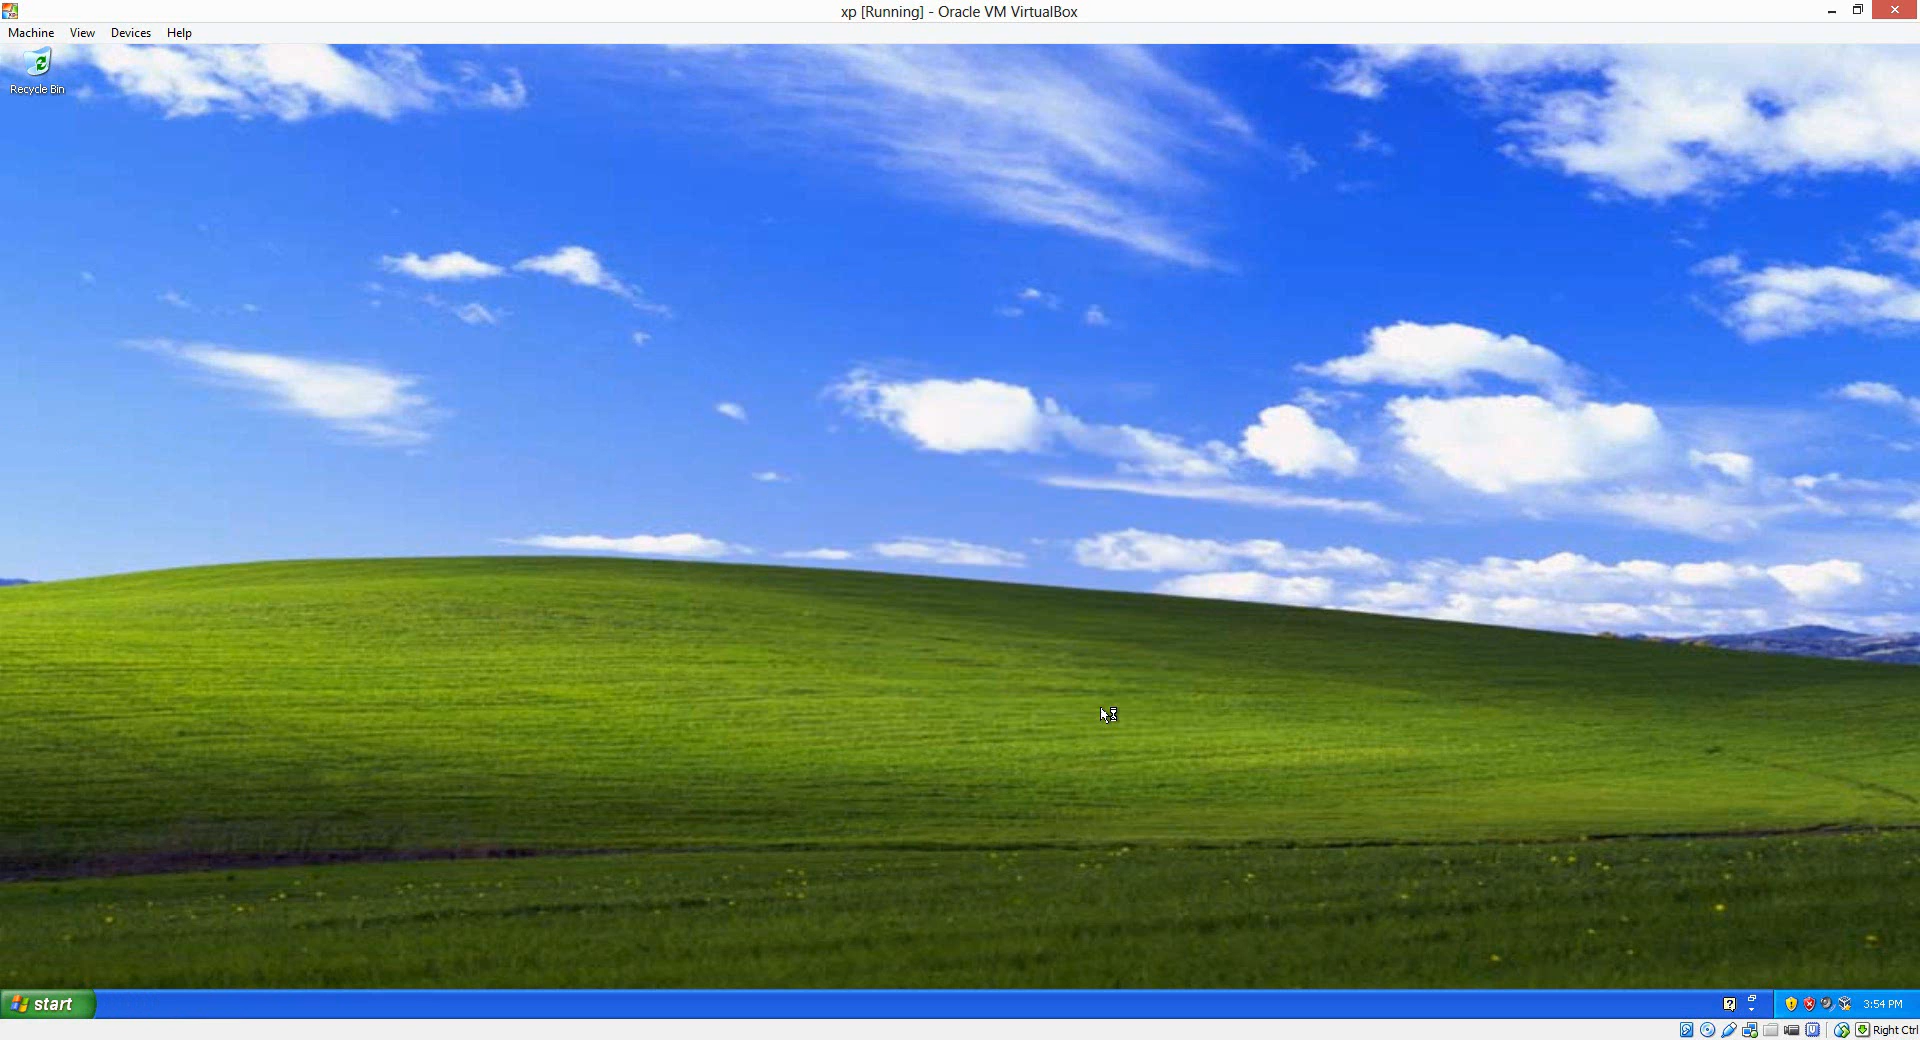 xp [Running] - Oracle VM VirtualBox
Machine View Devices Help
Recycle Bin
start
3:54 PM
Right Ctrl